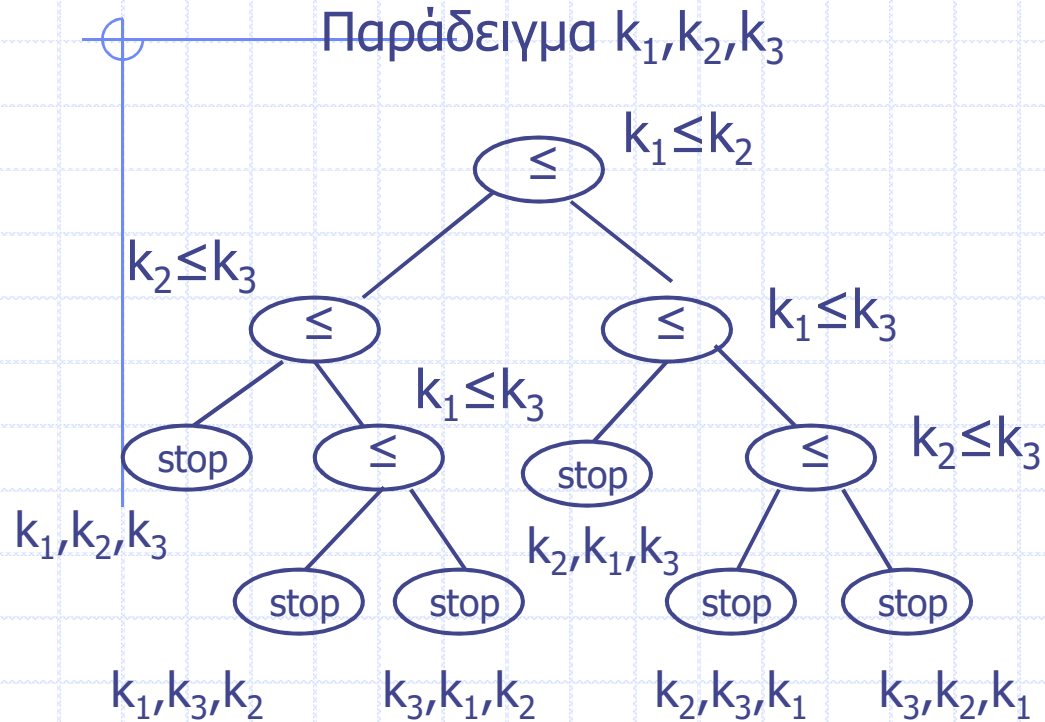 Παράδειγμα k₁,k₂,k₃
k₁≤k₂
≤
k₂≤k₃
≤
≤
k₁≤k₃
k₁≤k₃
stop
≤
stop
≤
k₂≤k₃
k₁,k₂,k₃
k₂,k₁,k₃
stop
stop
stop
stop
k₁,k₃,k₂
k₃,k₁,k₂
k₂,k₃,k₁
k₃,k₂,k₁